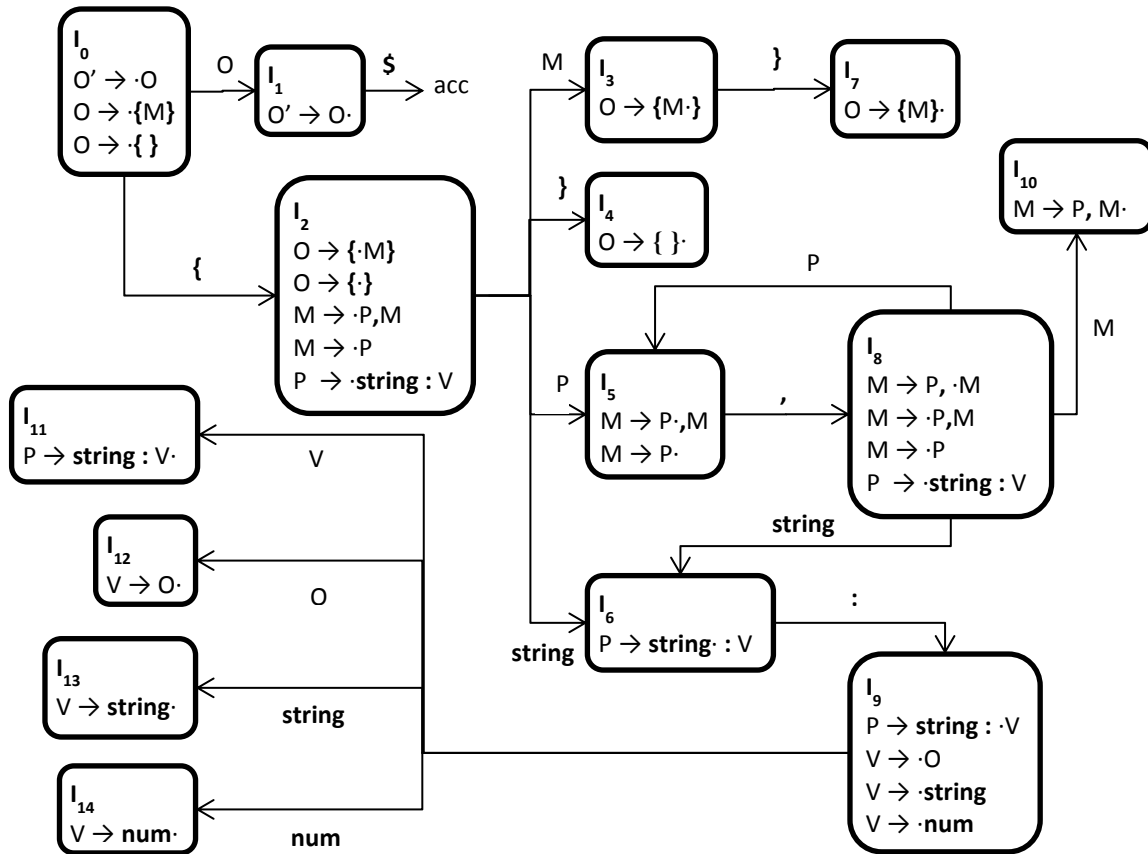 I0
O' → ·O
O → ·{M}
O → ·{ }
O
I1
O' → O·
$
acc
{
I2
O → {·M}
O → {·}
M → ·P,M
M → ·P
P → ·string : V
M
I3
O → {M·}
}
I7
O → {M}·
}
I4
O → { }·
I10
M → P, M·
P
M
P
I5
M → P·,M
M → P·
,
I8
M → P, ·M
M → ·P,M
M → ·P
P → ·string : V
string
string
I6
P → string· : V
:
I9
P → string : ·V
V → ·O
V → ·string
V → ·num
I11
P → string : V·
V
I12
V → O·
O
I13
V → string·
string
I14
V → num·
num